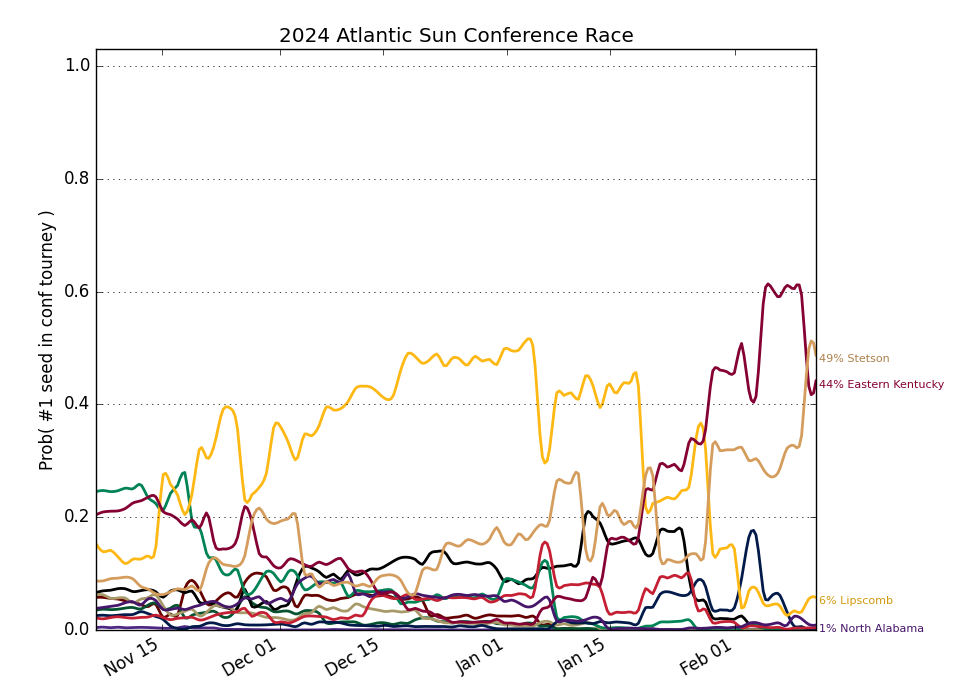 2024 Atlantic Sun Conference Race
Prob( #1 seed in conf tourney )
1.0
0.8
0.6
0.4
0.2
0.0
49% Stetson
44% Eastern Kentucky
6% Lipscomb
1% North Alabama
Nov 15
Dec 01
Dec 15
Jan 01
Jan 15
Feb 01